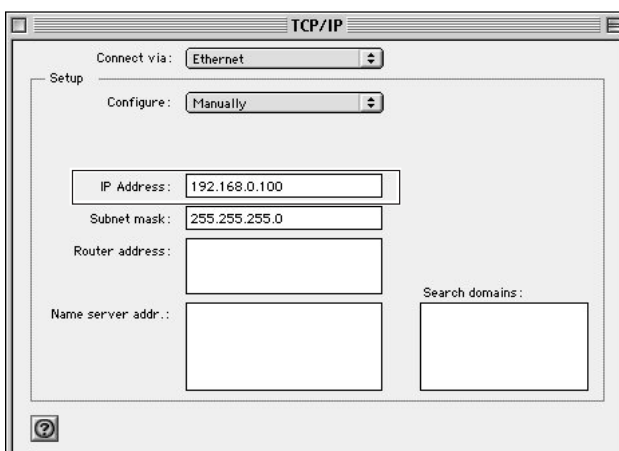 TCP/IP
Connect via: Ethernet
Setup
Configure: Manually
IP Address: 192.168.0.100
Subnet mask: 255.255.255.0
Router address:
Search domains:
Name server addr.:
?